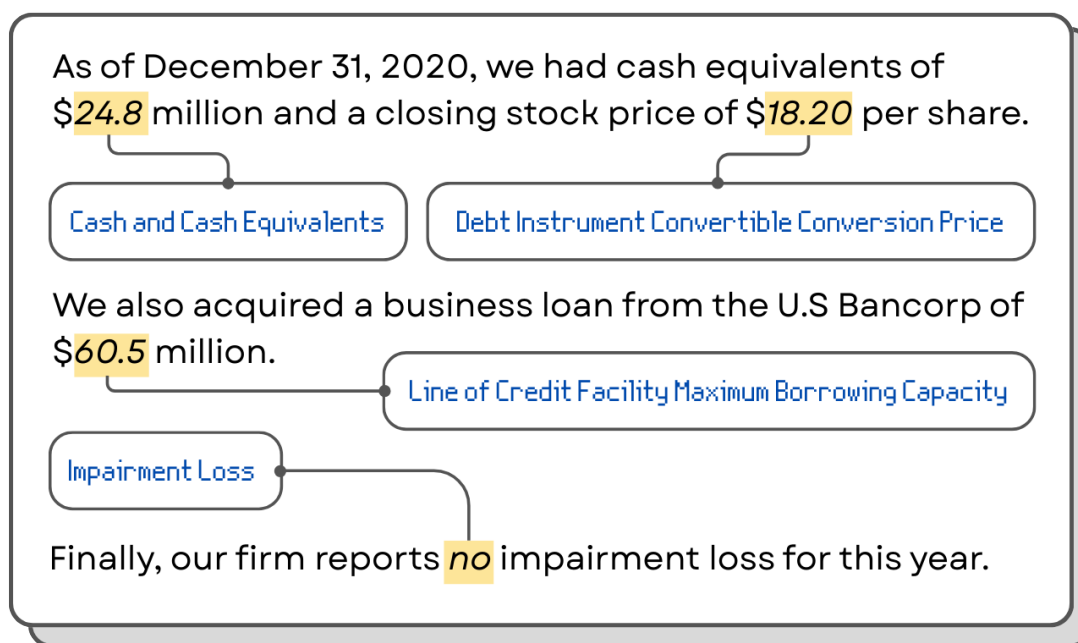 As of December 31, 2020, we had cash equivalents of
$24.8 million and a closing stock price of $18.20 per share.
Cash and Cash Equivalents
Debt Instrument Convertible Conversion Price
We also acquired a business loan from the U.S Bancorp of
$60.5 million.
Line of Credit Facility Maximum Borrowing Capacity
Impairment Loss
Finally, our firm reports no impairment loss for this year.